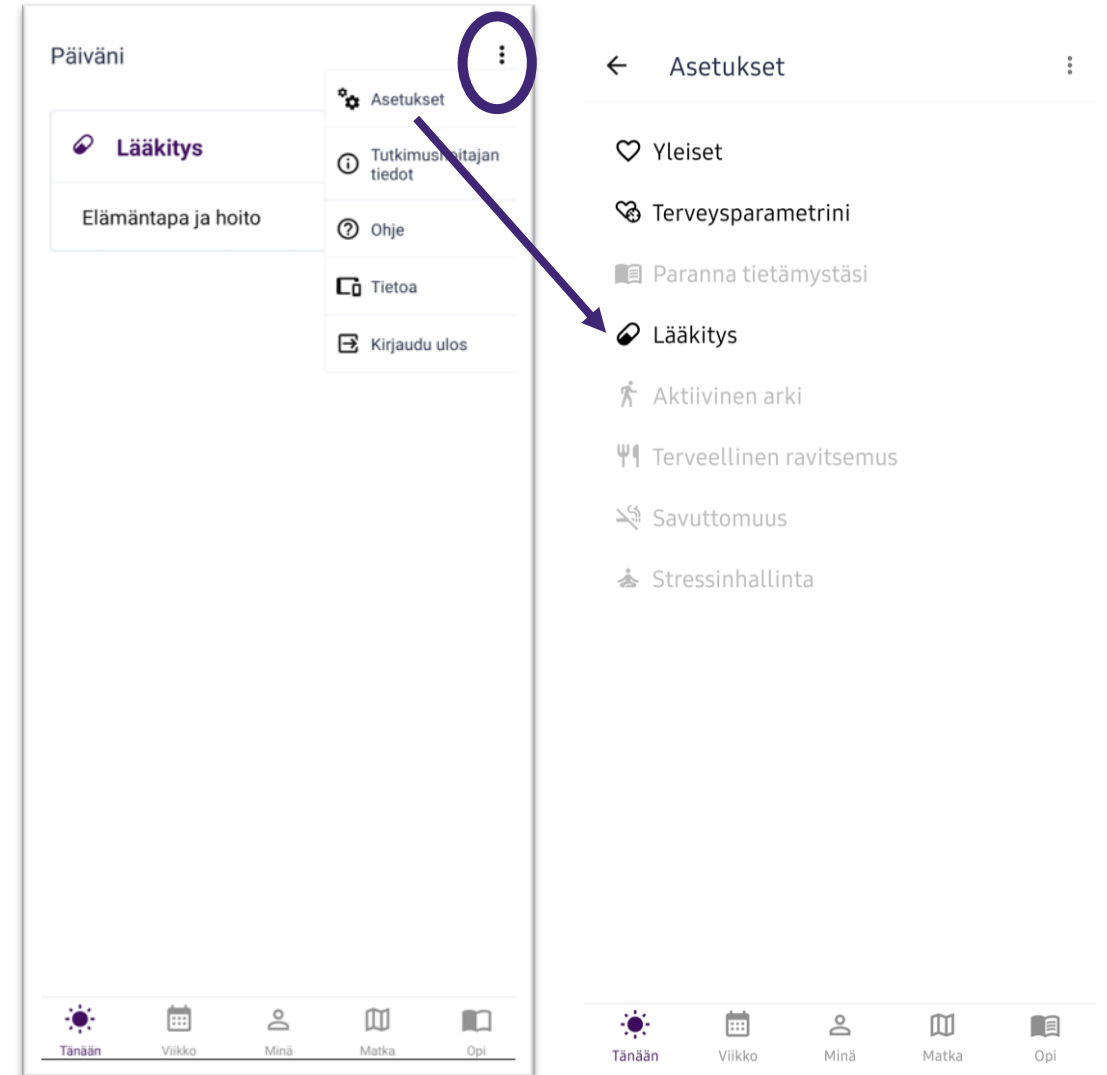 Päiväni
Asetukset
Lääkitys
Tutkimushoitajan
tiedot
Elämäntapa ja hoito
Ohje
Tietoa
Kirjaudu ulos
Tänään
Viikko
Minä
Matka
Opi
Asetukset
Yleiset
Terveysparametrini
Paranna tietämystäsi
Lääkitys
Aktiivinen arki
Terveellinen ravitsemus
Savuttomuus
Stressinhallinta
Tänään
Viikko
Minä
Matka
Opi